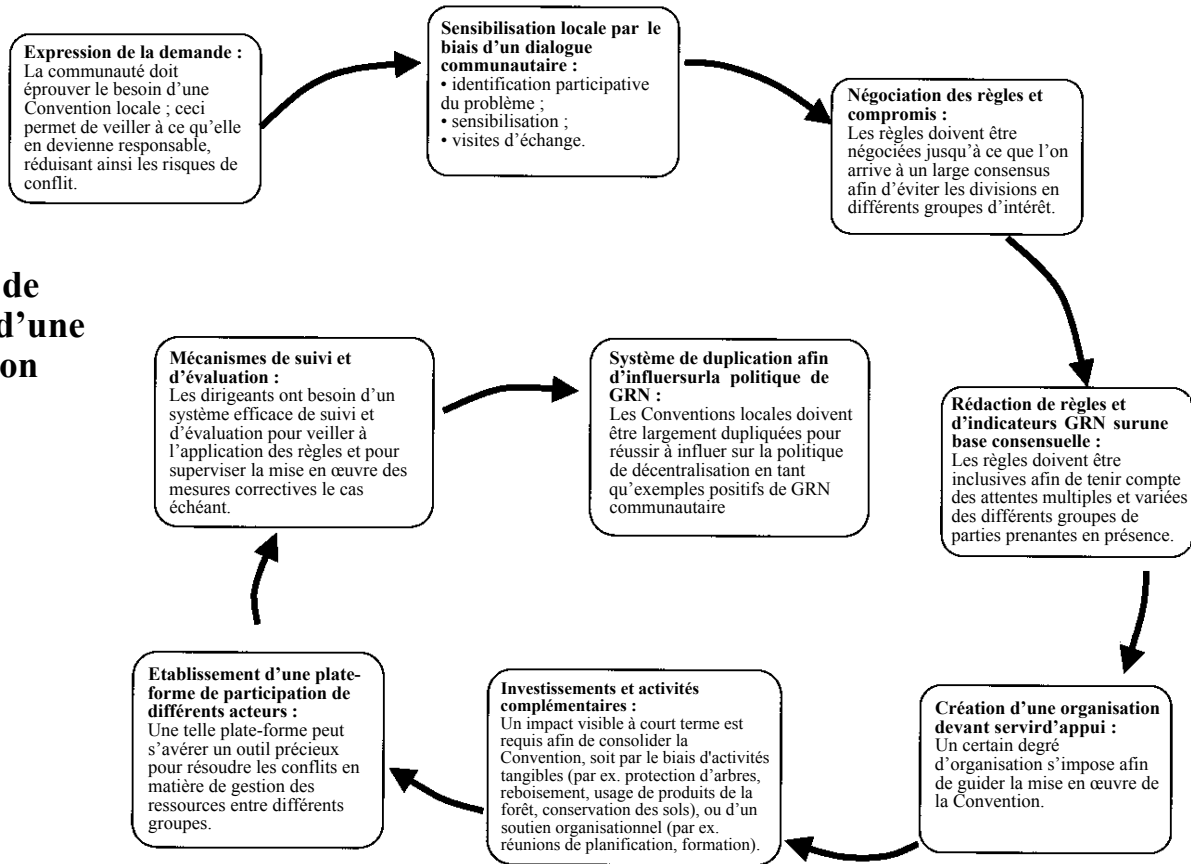 Expression de la demande :
La communauté doit
éprouver le besoin d'une
Convention locale ; ceci
permet de veiller à ce qu'elle
en devienne responsable,
réduisant ainsi les risques de
conflit.
Sensibilisation locale par le
biais d'un dialogue
communautaire :
• identification participative
du problème ;
• sensibilisation ;
• visites d'échange.
Négociation des règles et
compromis :
Les règles doivent être
négociées jusqu'à ce que l'on
arrive à un large consensus
afin d'éviter les divisions en
différents groupes d'intérêt.
de
d'une
on
Rédaction de règles et
d'indicateurs GRN surune
base consensuelle :
Les règles doivent être
inclusives afin de tenir compte
des attentes multiples et variées
des différents groupes de
parties prenantes en présence.
Création d'une organisation
devant servird'appui :
Un certain degré
d'organisation s'impose afin
de guider la mise en œuvre de
la Convention.
Investissements et activités
complémentaires :
Un impact visible à court terme est
requis afin de consolider la
Convention, soit par le biais d'activités
tangibles (par ex. protection d'arbres,
reboisement, usage de produits de la
forêt, conservation des sols), ou d'un
soutien organisationnel (par ex.
réunions de planification, formation).
Etablissement d'une plate-
forme de participation de
différents acteurs :
Une telle plate-forme peut
s'avérer un outil précieux
pour résoudre les conflits en
matière de gestion des
ressources entre différents
groupes.
Mécanismes de suivi et
d'évaluation :
Les dirigeants ont besoin d'un
système efficace de suivi et
d'évaluation pour veiller à
l'application des règles et pour
superviser la mise en œuvre des
mesures correctives le cas
échéant.
Système de duplication afin
d'influersurla politique de
GRN :
Les Conventions locales doivent
être largement dupliquées pour
réussir à influer sur la politique
de décentralisation en tant
qu'exemples positifs de GRN
communautaire